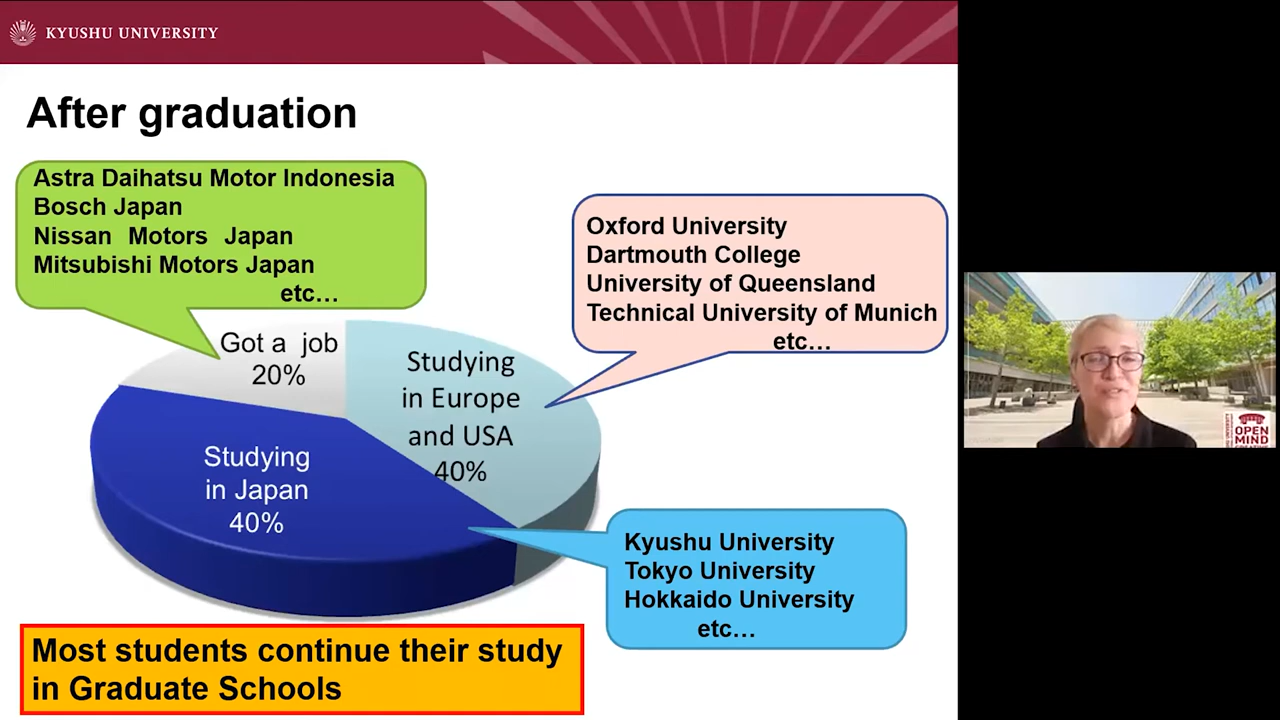 KYUSHU UNIVERSITY
After graduation
Astra Daihatsu Motor Indonesia
Bosch Japan
Nissan Motors Japan
Mitsubishi Motors Japan
etc…
Oxford University
Dartmouth College
University of Queensland
Technical University of Munich
etc…
Got a job
20%
Studying
in Europe
and USA
40%
Studying
in Japan
40%
Kyushu University
Tokyo University
Hokkaido University
etc…
Most students continue their study
in Graduate Schools
OPEN
MIND